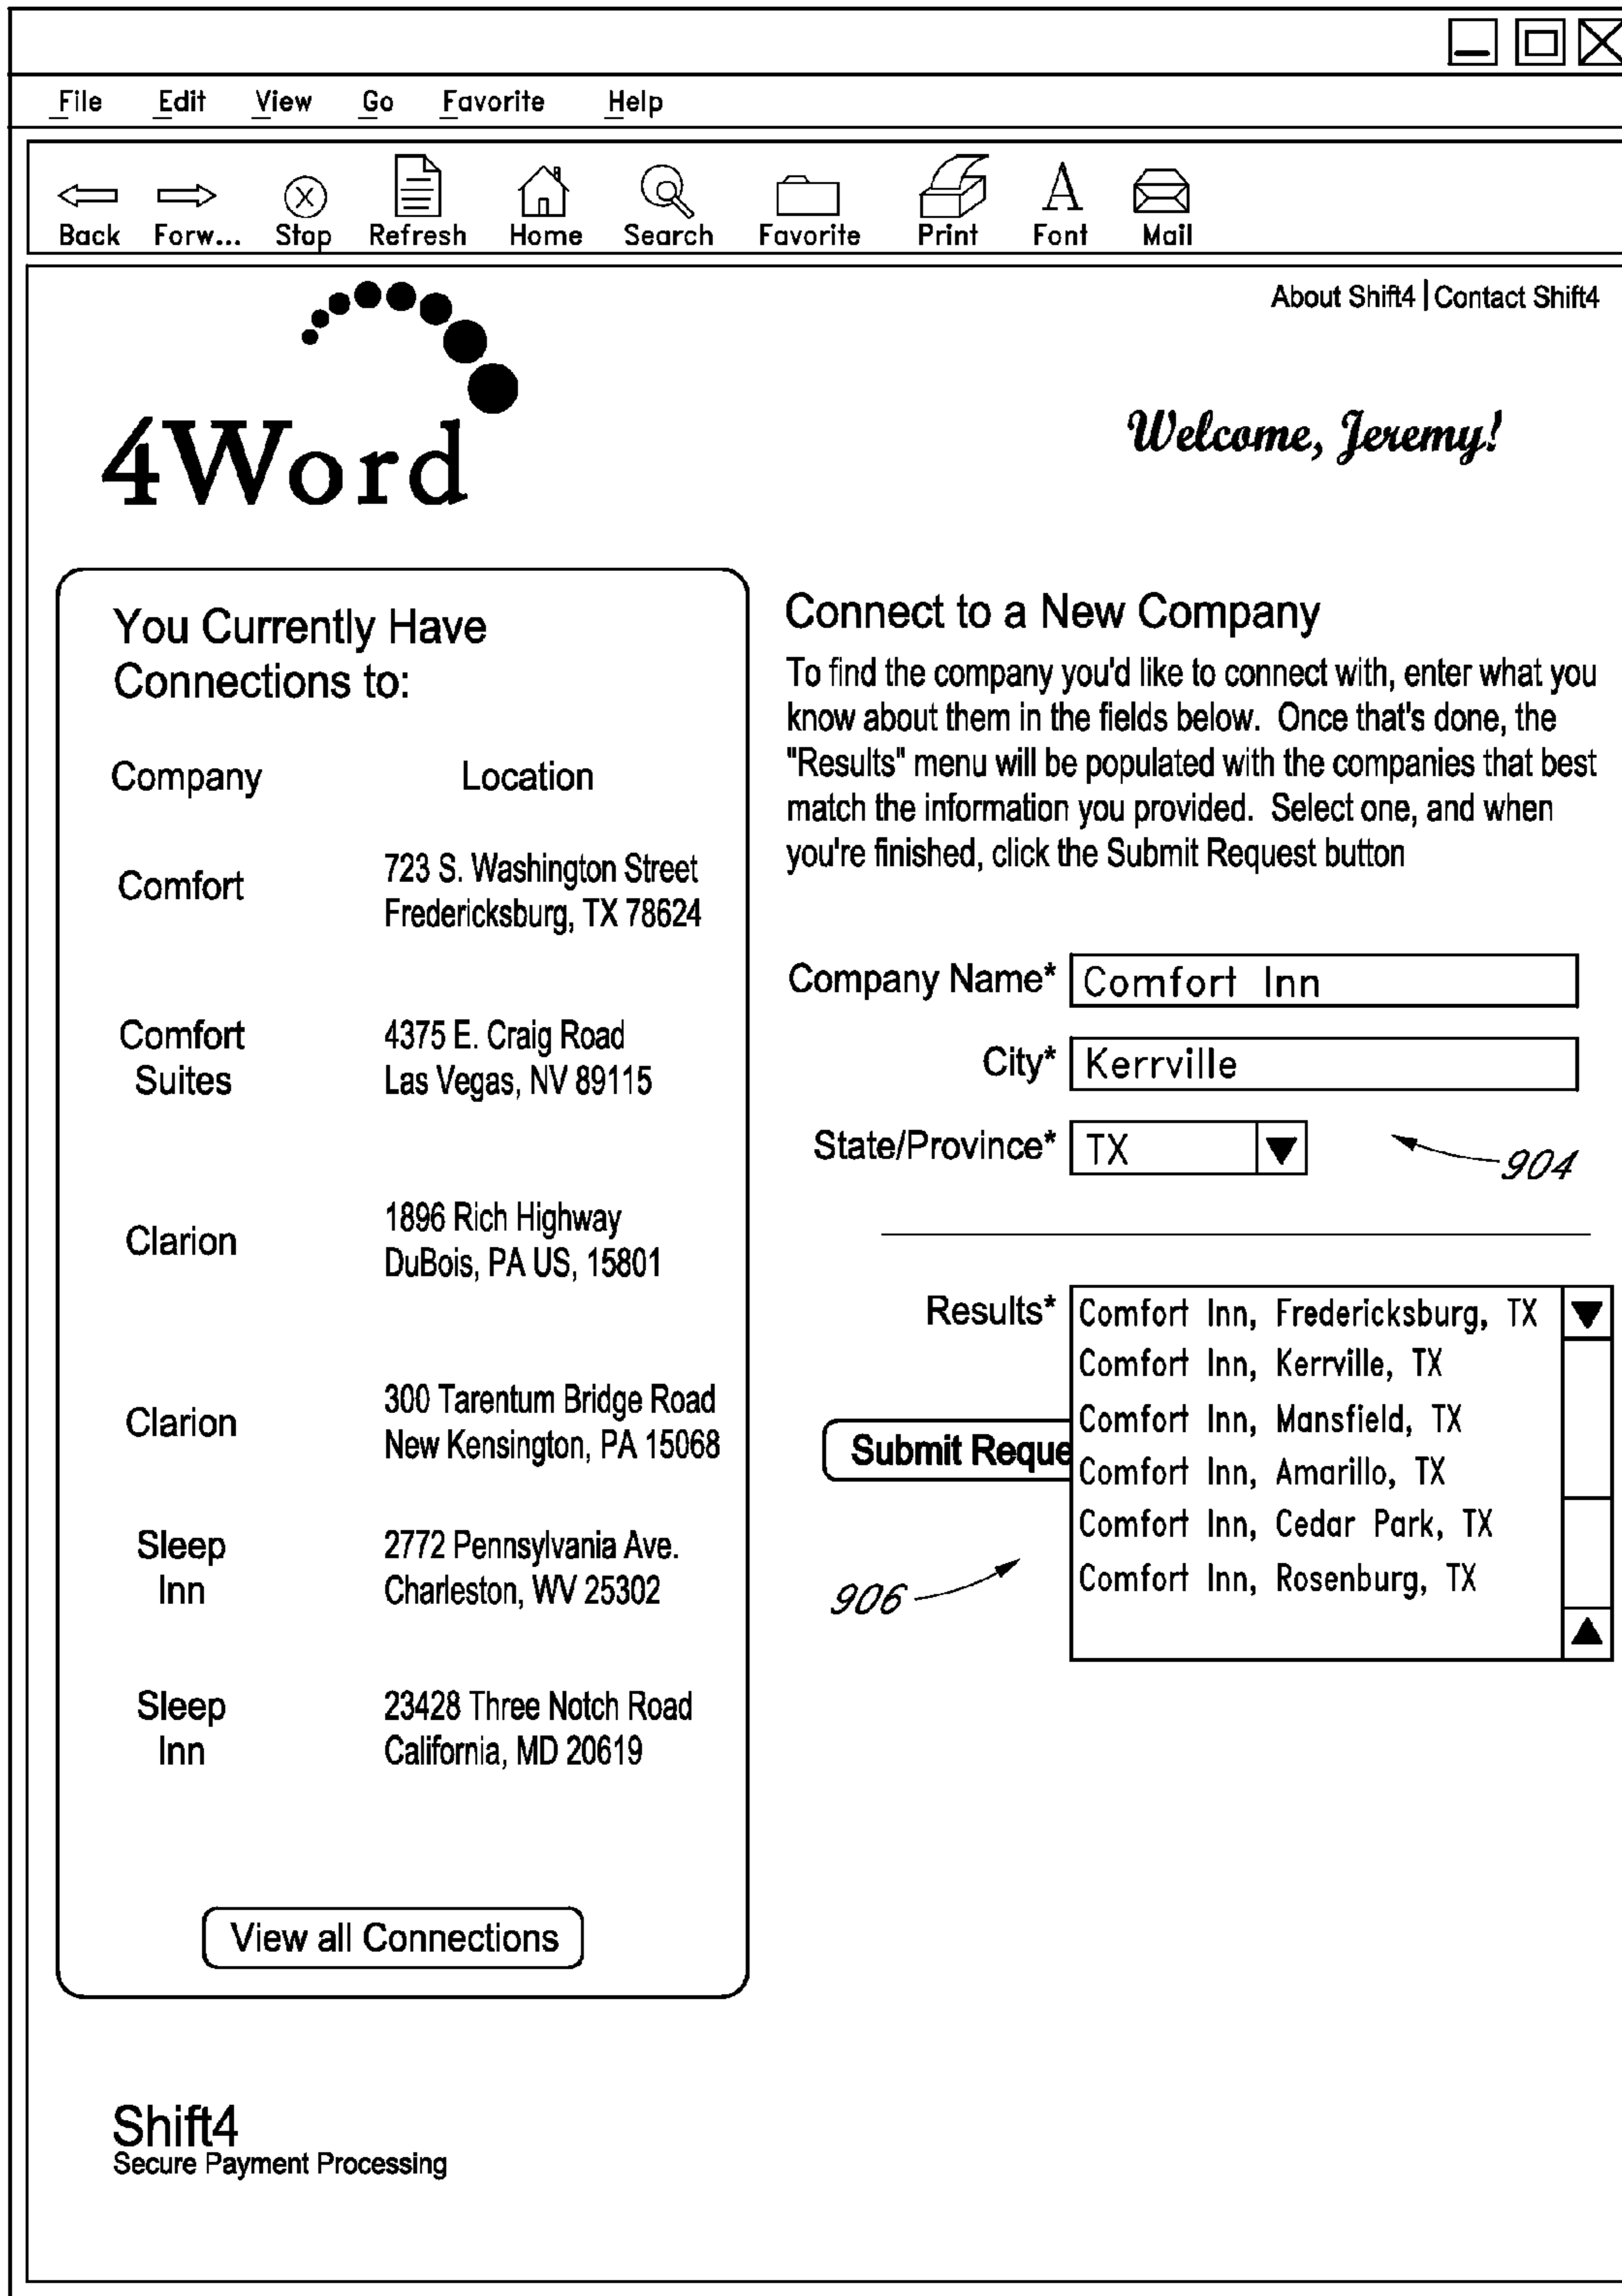 File Edit View Go Favorite Help
Back Forw... Stop Refresh Home Search Favorite Print Font Mail
About Shift4 | Contact Shift4
4Word
Welcome, Jeremy!
You Currently Have
Connections to:
Company Location
Comfort
723 S. Washington Street
Fredericksburg, TX 78624
Comfort
Suites
4375 E. Craig Road
Las Vegas, NV 89115
Clarion
1896 Rich Highway
DuBois, PA US, 15801
Clarion
300 Tarentum Bridge Road
New Kensington, PA 15068
Sleep
Inn
2772 Pennsylvania Ave.
Charleston, WV 25302
Sleep
Inn
23428 Three Notch Road
California, MD 20619
View all Connections
Connect to a New Company
To find the company you'd like to connect with, enter what you
know about them in the fields below. Once that's done, the
"Results" menu will be populated with the companies that best
match the information you provided. Select one, and when
you're finished, click the Submit Request button
Company Name* Comfort Inn
City* Kerrville
State/Province* TX
904
Results*
Comfort Inn, Fredericksburg, TX
Comfort Inn, Kerrville, TX
Comfort Inn, Mansfield, TX
Comfort Inn, Amarillo, TX
Comfort Inn, Cedar Park, TX
Comfort Inn, Rosenburg, TX
Submit Reque
906
Shift4
Secure Payment Processing